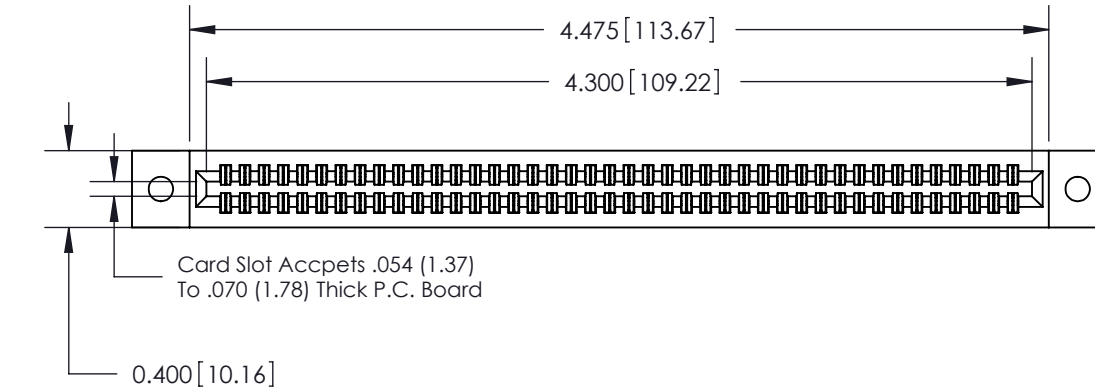 4.475[113.67]
4.300[109.22]
Card Slot Accpets .054 (1.37)
To .070 (1.78) Thick P.C. Board
0.400[10.16]